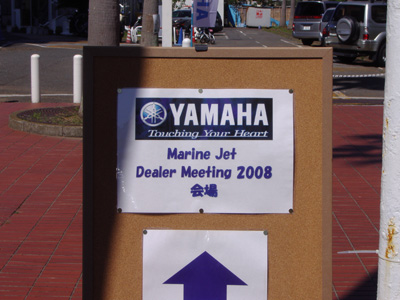 YAMAHA
Touching Your Heart
Marine Jet
Dealer Meeting 2008
会場